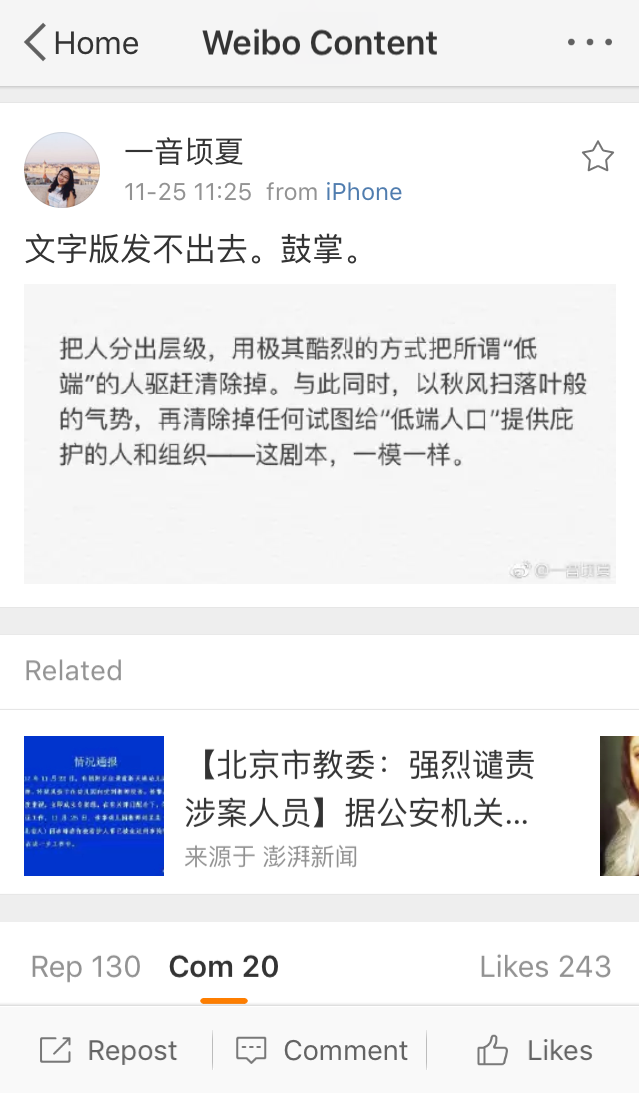 Home
Weibo Content
一音顷夏
11-25 11:25 from iPhone
文字版发不出去。鼓掌。
把人分出层级，用极其酷烈的方式把所谓“低
端”的人驱赶清除掉。与此同时，以秋风扫落叶般
的气势，再清除掉任何试图给“低端人口”提供庇
护的人和组织——这剧本，一模一样。
@一音顷夏
Related
情况通报
【北京市教委：强烈谴责
涉案人员】据公安机关...
来源于 澎湃新闻
Rep 130 Com 20 Likes 243
Repost Comment Likes